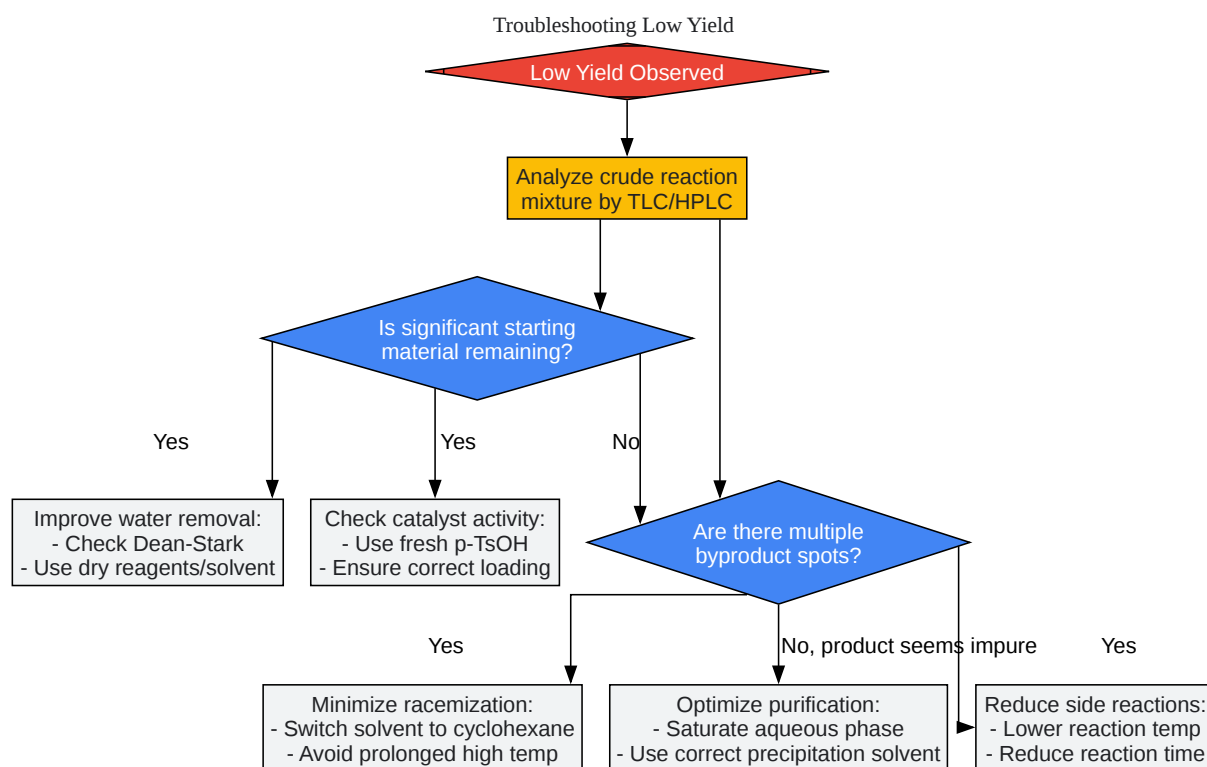 Troubleshooting Low Yield
Low Yield Observed
Analyze crude reaction
mixture by TLC/HPLC
Is significant starting
material remaining?
Yes
Yes
No
Improve water removal:
- Check Dean-Stark
- Use dry reagents/solvent
Check catalyst activity:
- Use fresh p-TsOH
- Ensure correct loading
Are there multiple
byproduct spots?
Yes
No, product seems impure
Yes
Minimize racemization:
- Switch solvent to cyclohexane
- Avoid prolonged high temp
Optimize purification:
- Saturate aqueous phase
- Use correct precipitation solvent
Reduce side reactions:
- Lower reaction temp
- Reduce reaction time